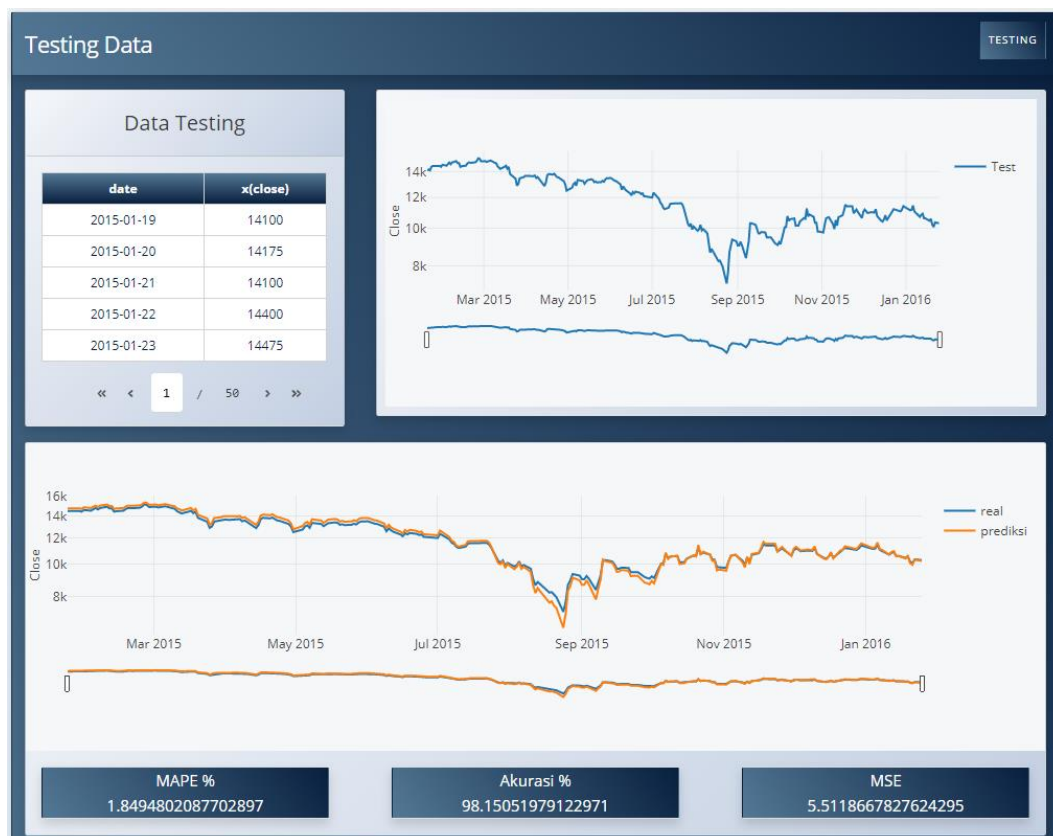 Testing Data
TESTING
Data Testing
date x(close)
2015-01-19 14100
2015-01-20 14175
2015-01-21 14100
2015-01-22 14400
2015-01-23 14475
« ‹ 1 / 50 › »
14k
12k
10k
8k
Close
Mar 2015 May 2015 Jul 2015 Sep 2015 Nov 2015 Jan 2016
Test
16k
14k
12k
10k
8k
Close
Mar 2015 May 2015 Jul 2015 Sep 2015 Nov 2015 Jan 2016
real
prediksi
MAPE %
1.8494802087702897
Akurasi %
98.15051979122971
MSE
5.5118667827624295